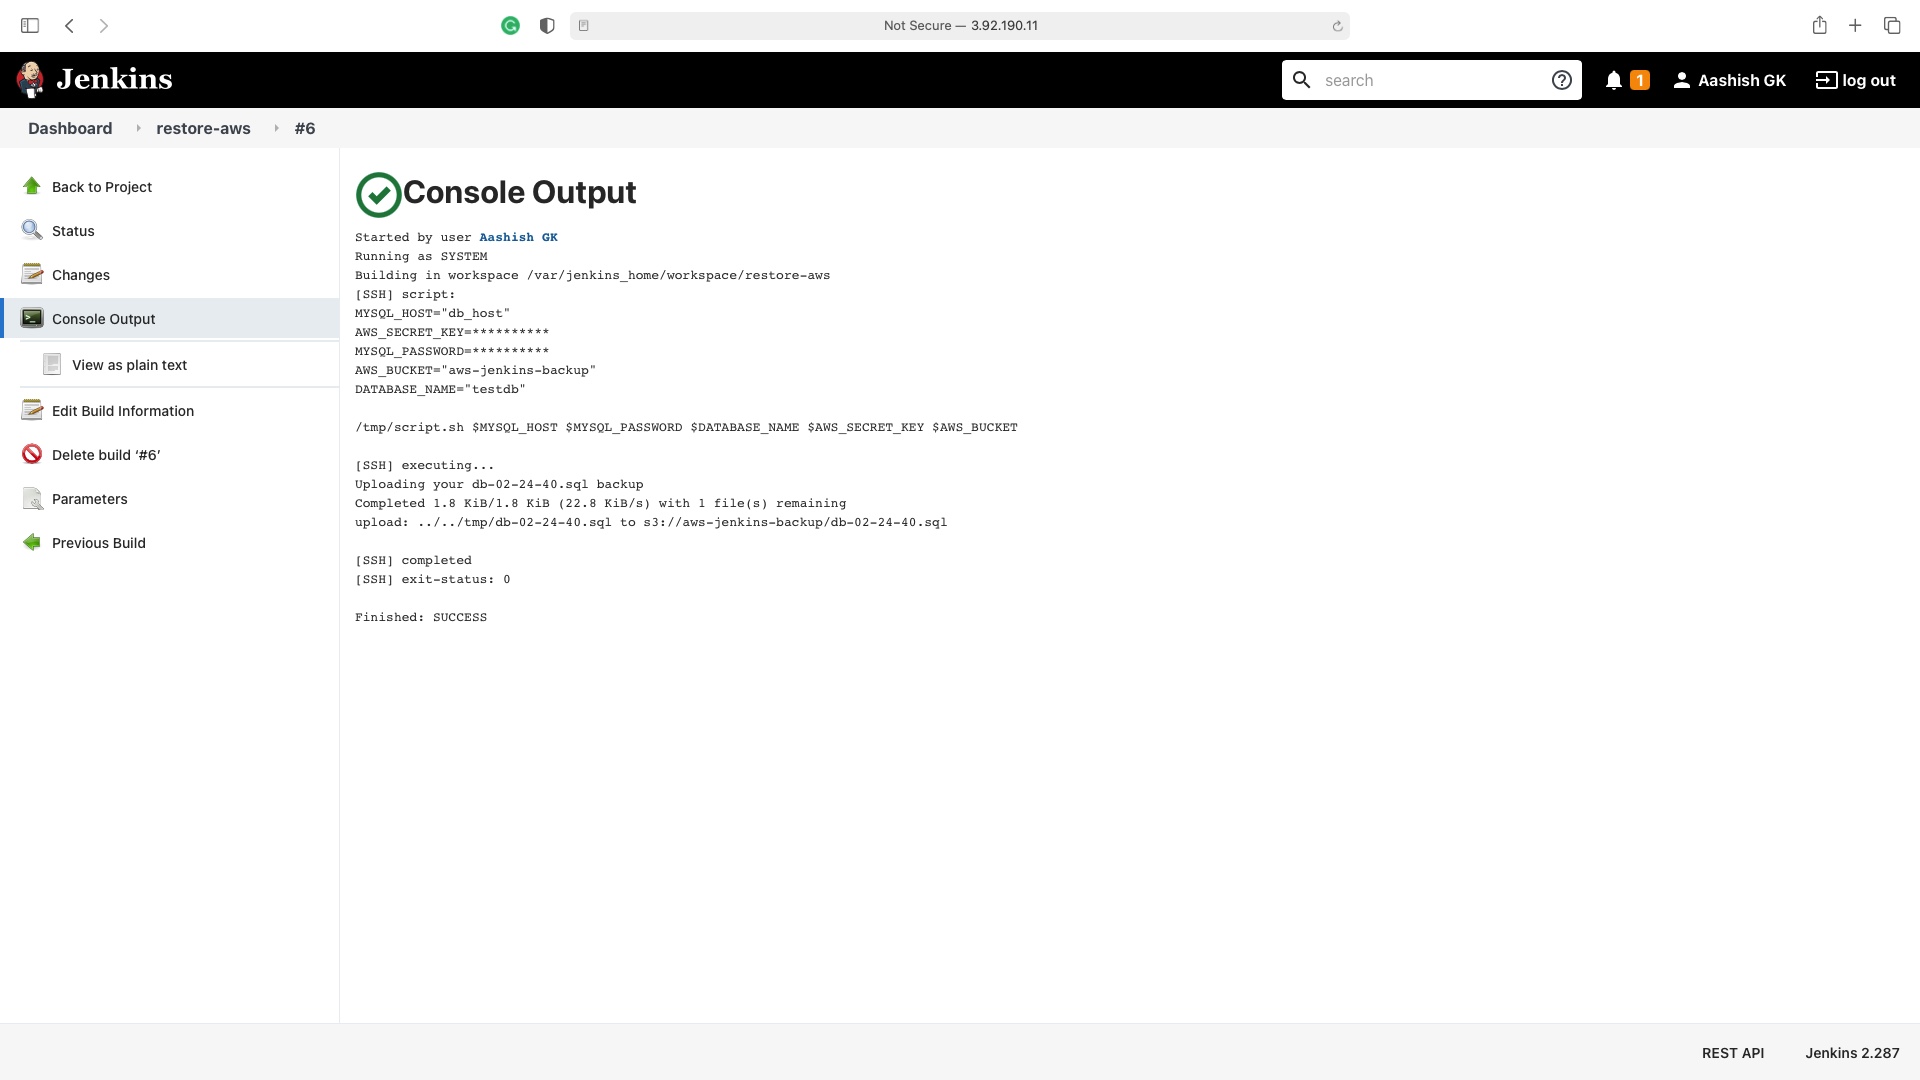 Not Secure — 3.92.190.11
Jenkins
search
1
Aashish GK
log out
Dashboard
restore-aws
#6
Back to Project
Status
Changes
Console Output
View as plain text
Edit Build Information
Delete build ‘#6’
Parameters
Previous Build
Console Output
Started by user Aashish GK
Running as SYSTEM
Building in workspace /var/jenkins_home/workspace/restore-aws
[SSH] script:
MYSQL_HOST="db_host"
AWS_SECRET_KEY=**********
MYSQL_PASSWORD=**********
AWS_BUCKET="aws-jenkins-backup"
DATABASE_NAME="testdb"
/tmp/script.sh $MYSQL_HOST $MYSQL_PASSWORD $DATABASE_NAME $AWS_SECRET_KEY $AWS_BUCKET
[SSH] executing...
Uploading your db-02-24-40.sql backup
Completed 1.8 KiB/1.8 KiB (22.8 KiB/s) with 1 file(s) remaining
upload: ../../tmp/db-02-24-40.sql to s3://aws-jenkins-backup/db-02-24-40.sql
[SSH] completed
[SSH] exit-status: 0
Finished: SUCCESS
REST API
Jenkins 2.287